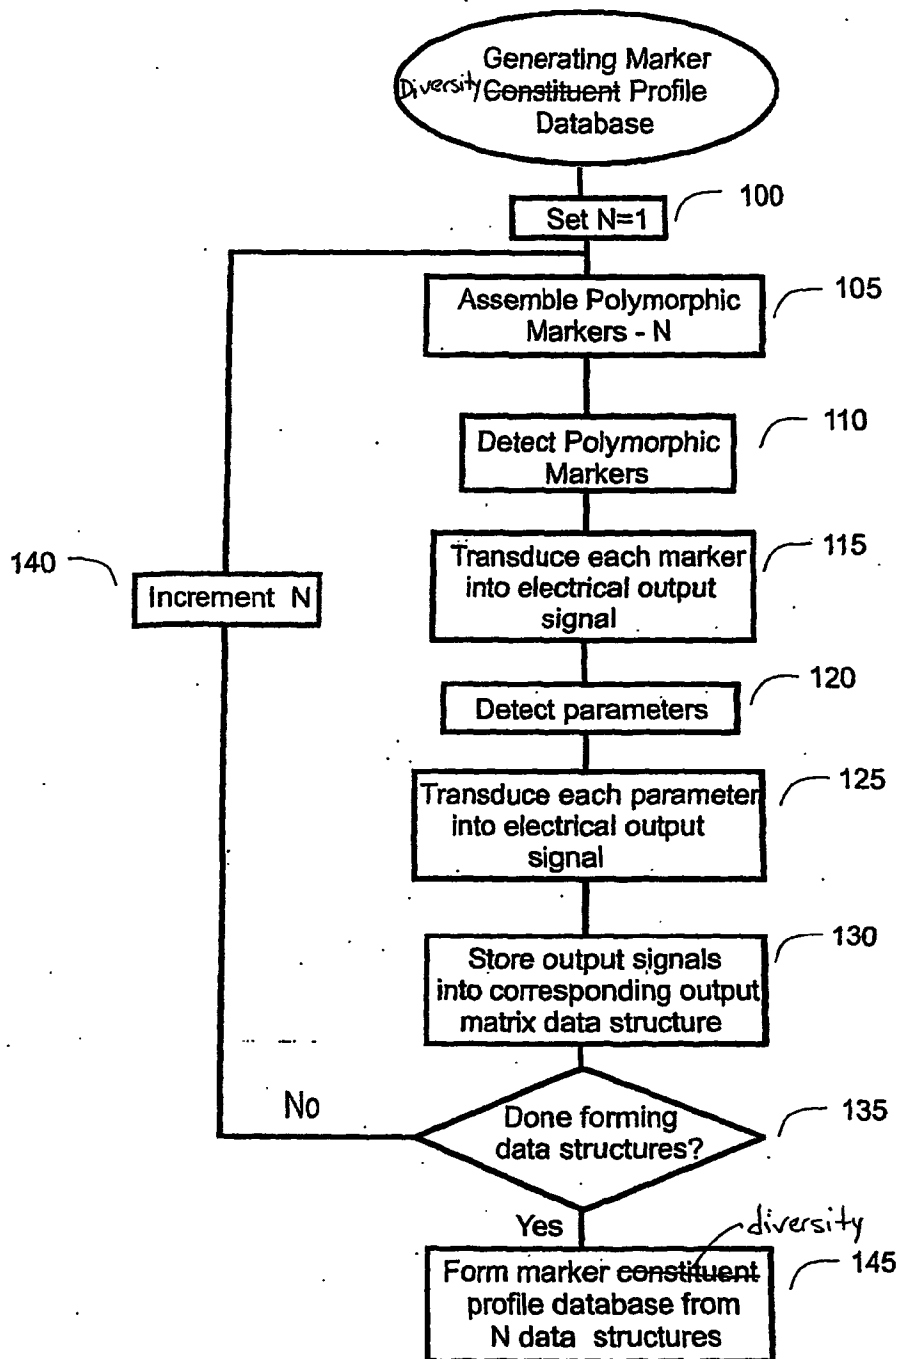 Generating Marker
Diversity Constituent Profile
Database
Set N=1
100
Assemble Polymorphic
Markers - N
105
Detect Polymorphic
Markers
110
Transduce each marker
into electrical output
signal
115
140
Increment N
Detect parameters
120
Transduce each parameter
into electrical output
signal
125
Store output signals
into corresponding output
matrix data structure
130
No
Done forming
data structures?
135
Yes
diversity
Form marker constituent
profile database from
N data structures
145